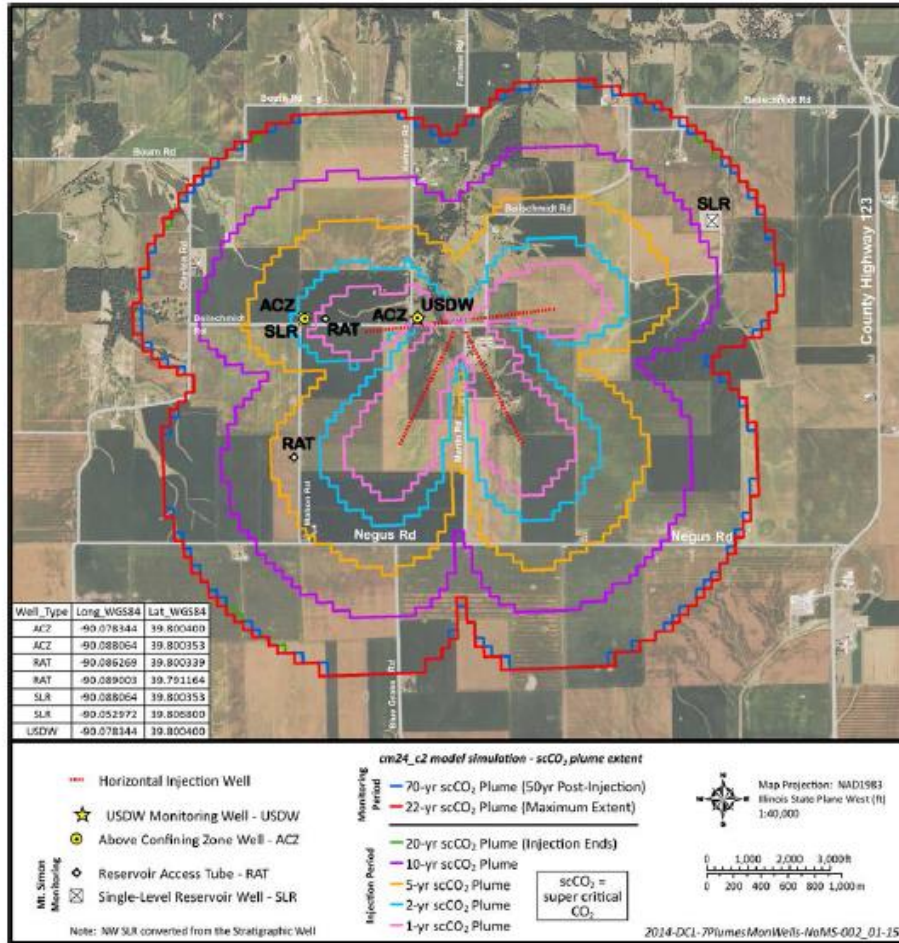 Beilschmidt Rd
Bourn Rd
SLR
Beilschmidt Rd
County Highway 123
ACZ
USDW
ACZ
Beilschmidt
Rd
SLR
RAT
RAT
Negus Rd
Negus Rd
Well_Type Long_WGS84 Lat_WGS84
ACZ -90.078344 39.800400
ACZ -90.088064 39.800353
RAT -90.086269 39.800339
RAT -90.089003 39.791164
SLR -90.088064 39.800353
SLR -90.052972 39.806800
USDW -90.078344 39.800400
Horizontal Injection Well
USDW Monitoring Well - USDW
Above Confining Zone Well - ACZ
Mt. Simon
Monitoring
Reservoir Access Tube - RAT
Single-Level Reservoir Well - SLR
Note: NW SLR converted from the Stratigraphic Well
cm24_c2 model simulation - scCO₂ plume extent
Monitoring
Period
70-yr scCO₂ Plume (50yr Post-Injection)
22-yr scCO₂ Plume (Maximum Extent)
Injection Period
20-yr scCO₂ Plume (Injection Ends)
10-yr scCO₂ Plume
5-yr scCO₂ Plume
2-yr scCO₂ Plume
1-yr scCO₂ Plume
scCO₂ =
super critical
CO₂
Map Projection: NAD1983
Illinois State Plane West (ft)
1:40,000
0 1,000 2,000 3,000 ft
0 200 400 600 800 1,000 m
2014-DCL-7PlumesMonWells-NoMS-002_01-15